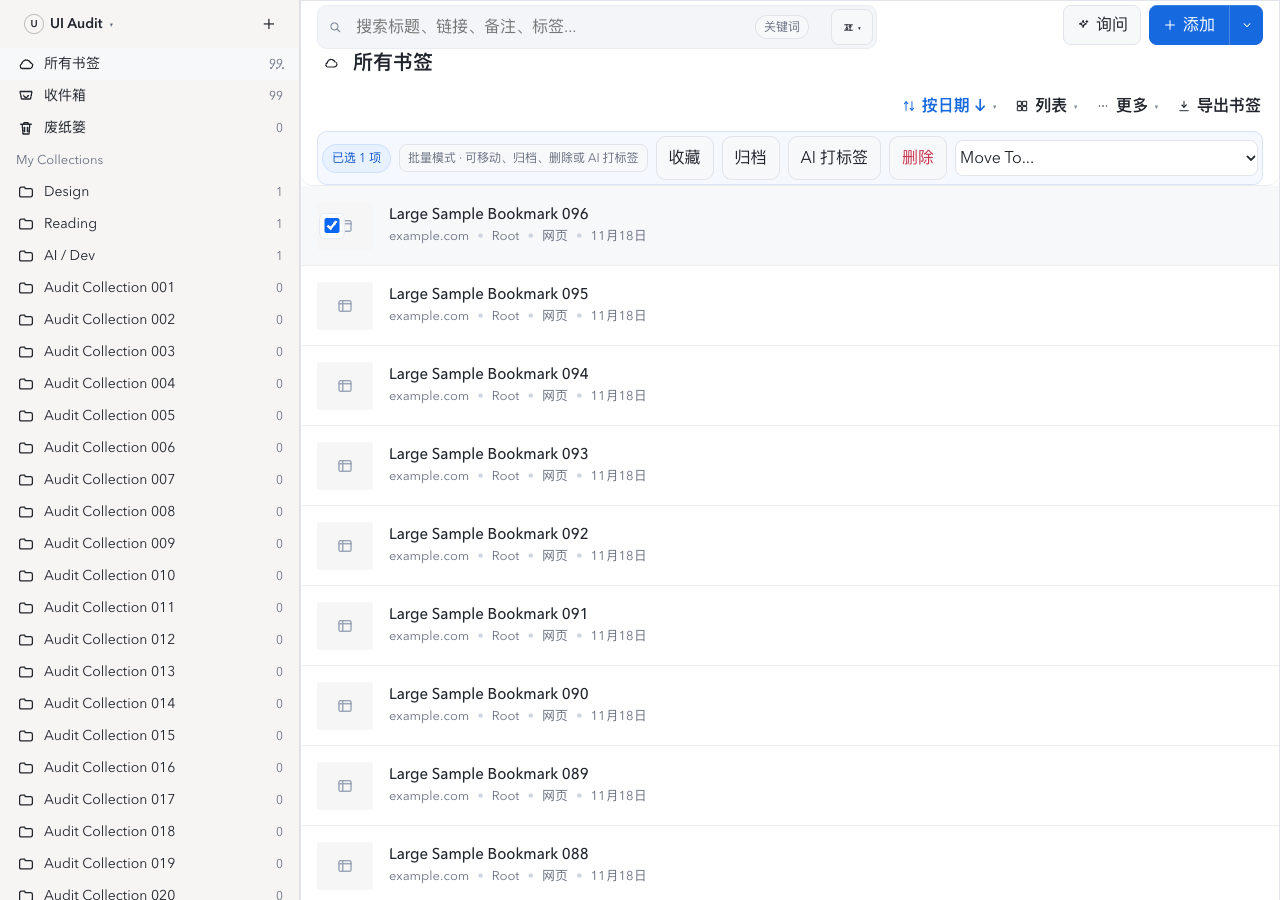 U UI Audit
所有书签 99
收件箱 99
废纸篓 0
My Collections
Design 1
Reading 1
AI / Dev 1
Audit Collection 001 0
Audit Collection 002 0
Audit Collection 003 0
Audit Collection 004 0
Audit Collection 005 0
Audit Collection 006 0
Audit Collection 007 0
Audit Collection 008 0
Audit Collection 009 0
Audit Collection 010 0
Audit Collection 011 0
Audit Collection 012 0
Audit Collection 013 0
Audit Collection 014 0
Audit Collection 015 0
Audit Collection 016 0
Audit Collection 017 0
Audit Collection 018 0
Audit Collection 019 0
Audit Collection 020 0
搜索标题、链接、备注、标签... 关键词
询问 添加
所有书签
按日期 列表 更多 导出书签
已选 1 项 批量模式 · 可移动、归档、删除或 AI 打标签 收藏 归档 AI 打标签 删除 Move To...
Large Sample Bookmark 096
example.com Root 网页 11月18日
Large Sample Bookmark 095
example.com Root 网页 11月18日
Large Sample Bookmark 094
example.com Root 网页 11月18日
Large Sample Bookmark 093
example.com Root 网页 11月18日
Large Sample Bookmark 092
example.com Root 网页 11月18日
Large Sample Bookmark 091
example.com Root 网页 11月18日
Large Sample Bookmark 090
example.com Root 网页 11月18日
Large Sample Bookmark 089
example.com Root 网页 11月18日
Large Sample Bookmark 088
example.com Root 网页 11月18日